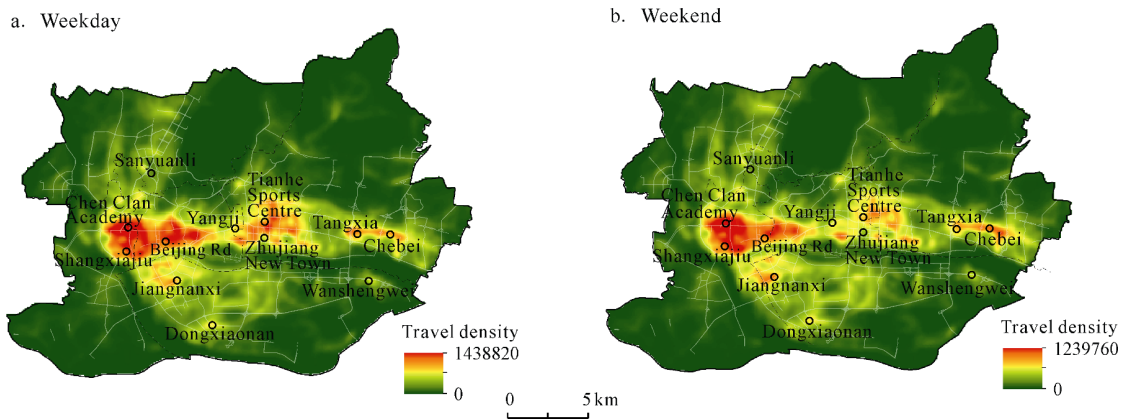 a. Weekday
Sanyuanli
Chen Clan
Academy
Yangji
Tianhe
Sports
Centre
Tangxia
Chebei
Shangxiajiu
Beijing Rd
Zhujiang
New Town
Jiangnanxi
Wanshengwei
Dongxiaonan
Travel density
1438820
0
b. Weekend
Sanyuanli
Chen Clan
Academy
Yangji
Tianhe
Sports
Centre
Tangxia
Chebei
Shangxiajiu
Beijing Rd
Zhujiang
New Town
Jiangnanxi
Wanshengwei
Dongxiaonan
Travel density
1239760
0
0 5 km